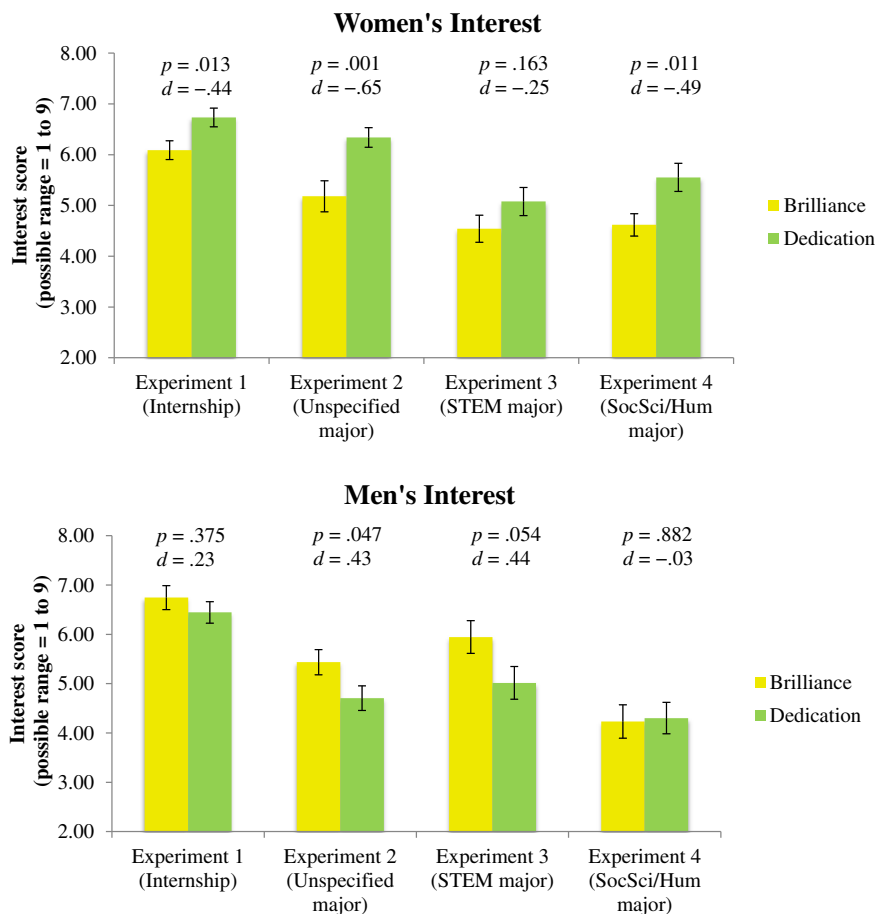 Women's Interest
8.00
7.00
6.00
5.00
4.00
3.00
2.00
Interest score
(possible range = 1 to 9)
p = .013
d = −.44
p = .001
d = −.65
p = .163
d = −.25
p = .011
d = −.49
Brilliance
Dedication
Experiment 1
(Internship)
Experiment 2
(Unspecified
major)
Experiment 3
(STEM major)
Experiment 4
(SocSci/Hum
major)
Men's Interest
8.00
7.00
6.00
5.00
4.00
3.00
2.00
Interest score
(possible range = 1 to 9)
p = .375
d = .23
p = .047
d = .43
p = .054
d = .44
p = .882
d = −.03
Brilliance
Dedication
Experiment 1
(Internship)
Experiment 2
(Unspecified
major)
Experiment 3
(STEM major)
Experiment 4
(SocSci/Hum
major)